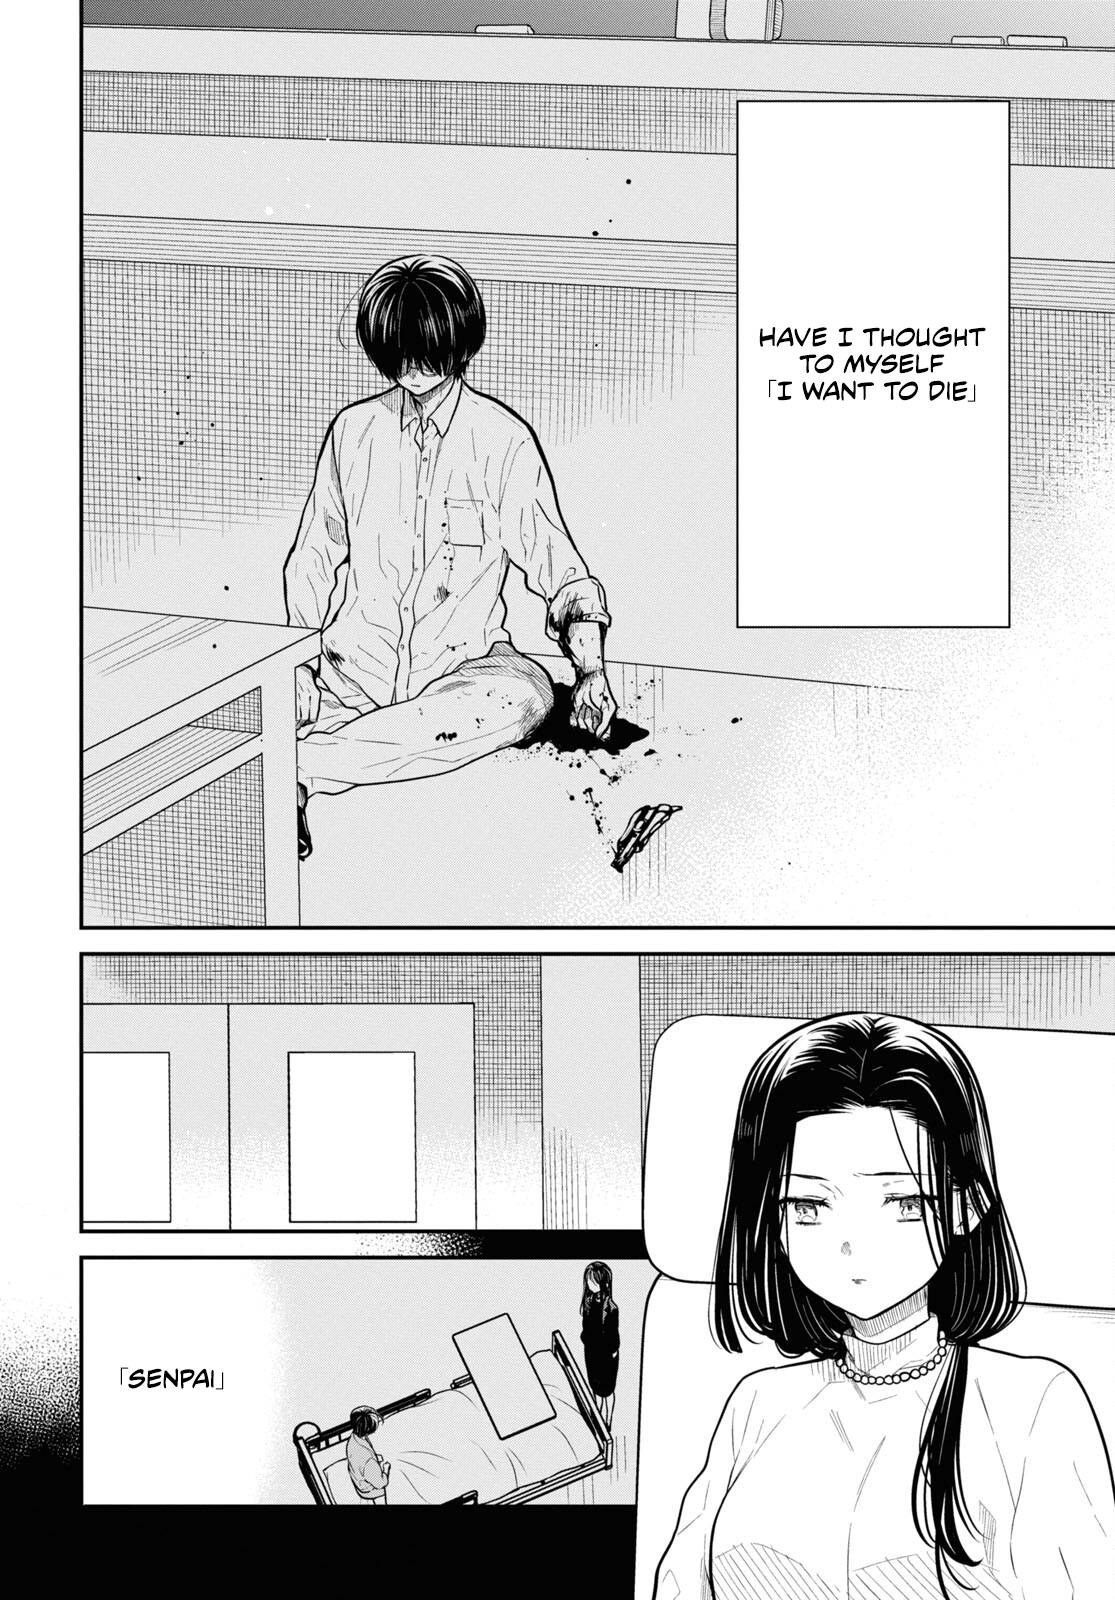 HAVE I THOUGHT
TO MYSELF
「I WANT TO DIE」
「SENPAI」